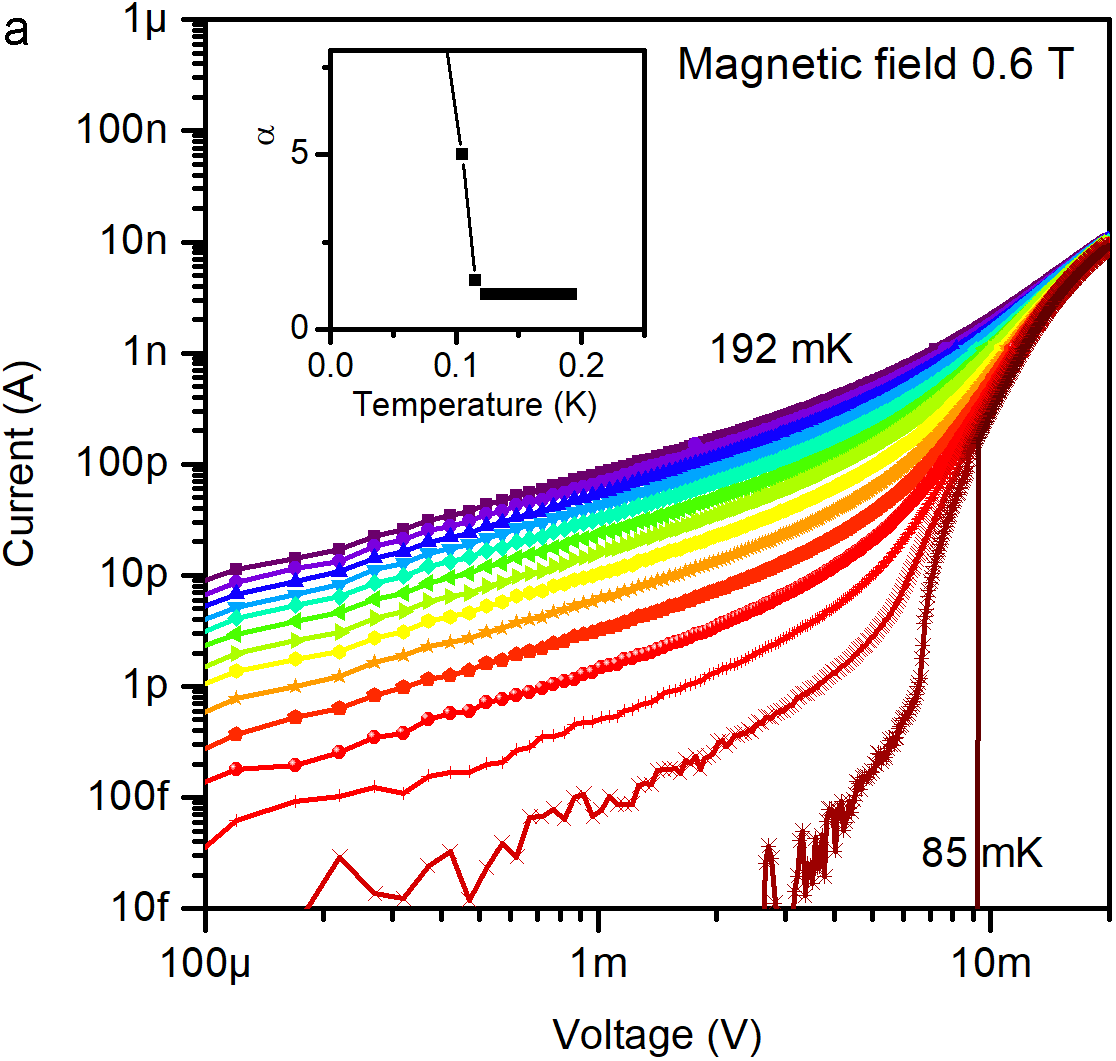 a
Magnetic field 0.6 T
1µ
100n
10n
1n
100p
10p
1p
100f
10f
Current (A)
α
5
0
0.0 0.1 0.2
Temperature (K)
192 mK
85 mK
100µ 1m 10m
Voltage (V)